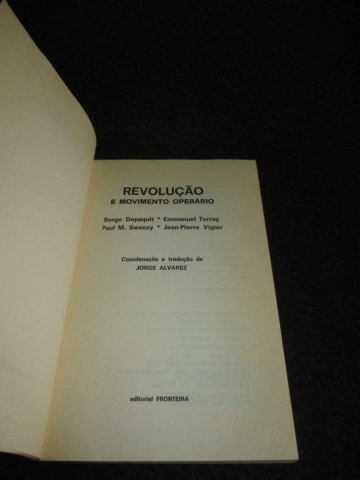 REVOLUÇÃO
E MOVIMENTO OPERÁRIO
Serge Depaquit * Emmanuel Terray
Paul M. Sweezy * Jean-Pierre Vigier
Coordenação e tradução de
JORGE ALVAREZ
editorial FRONTEIRA